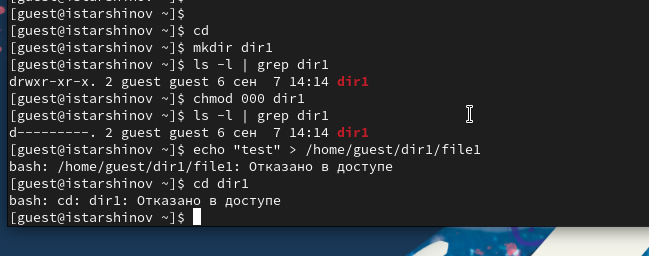 [guest@istarshinov ~]$
[guest@istarshinov ~]$ cd
[guest@istarshinov ~]$ mkdir dir1
[guest@istarshinov ~]$ ls -l | grep dir1
drwxr-xr-x. 2 guest guest 6 сен  7 14:14 dir1
[guest@istarshinov ~]$ chmod 000 dir1
[guest@istarshinov ~]$ ls -l | grep dir1
d---------. 2 guest guest 6 сен  7 14:14 dir1
[guest@istarshinov ~]$ echo "test" > /home/guest/dir1/file1
bash: /home/guest/dir1/file1: Отказано в доступе
[guest@istarshinov ~]$ cd dir1
bash: cd: dir1: Отказано в доступе
[guest@istarshinov ~]$